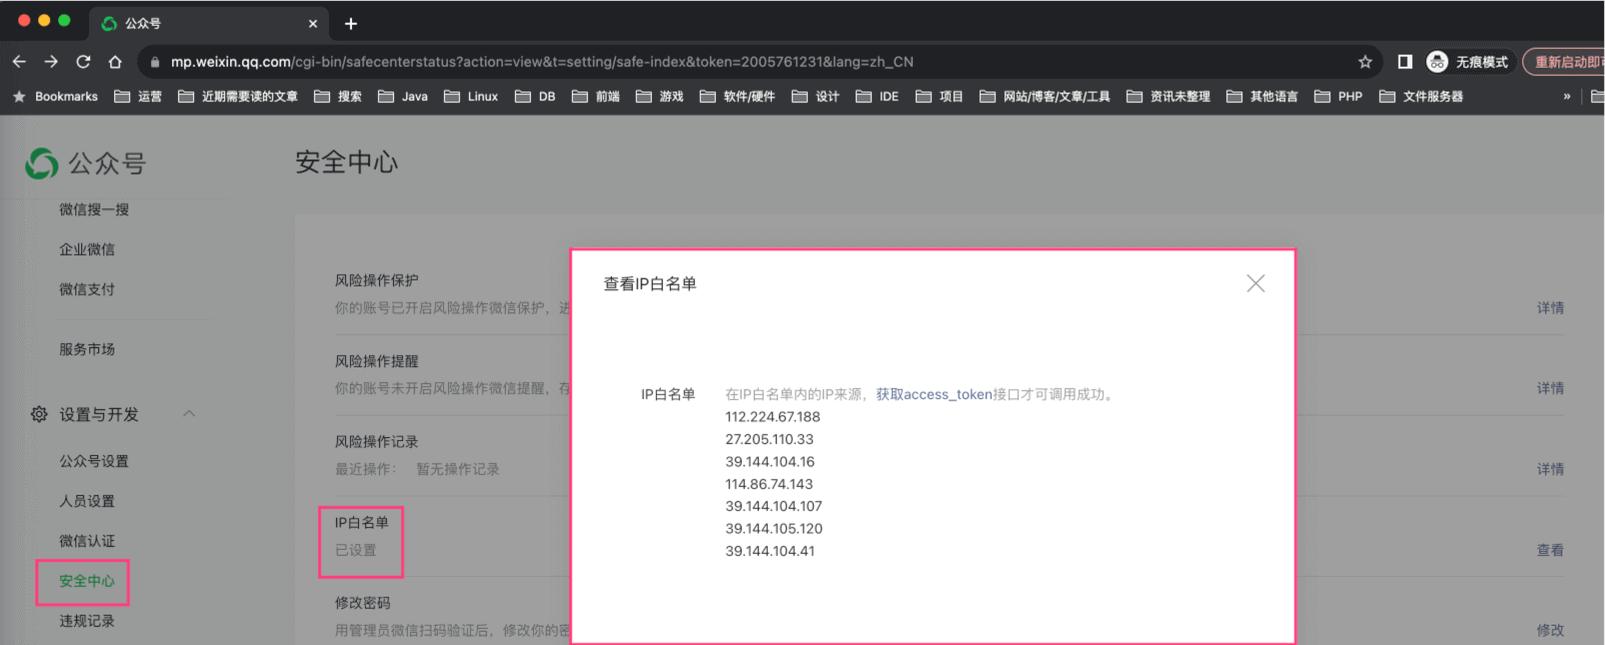 公众号
mp.weixin.qq.com/cgi-bin/safecenterstatus?action=view&t=setting/safe-index&token=2005761231&lang=zh_CN
无痕模式
重新启动即可
Bookmarks 运营 近期需要读的文章 搜索 Java Linux DB 前端 游戏 软件/硬件 设计 IDE 项目 网站/博客/文章/工具 资讯未整理 其他语言 PHP 文件服务器 »
公众号
微信搜一搜
企业微信
微信支付
服务市场
设置与开发
公众号设置
人员设置
微信认证
安全中心
违规记录
安全中心
风险操作保护
你的账号已开启风险操作微信保护，进
详情
风险操作提醒
你的账号未开启风险操作微信提醒，存
详情
风险操作记录
最近操作： 暂无操作记录
详情
IP白名单
已设置
查看
修改密码
用管理员微信扫码验证后，修改你的密
修改
查看IP白名单
IP白名单 在IP白名单内的IP来源，获取access_token接口才可调用成功。
112.224.67.188
27.205.110.33
39.144.104.16
114.86.74.143
39.144.104.107
39.144.105.120
39.144.104.41